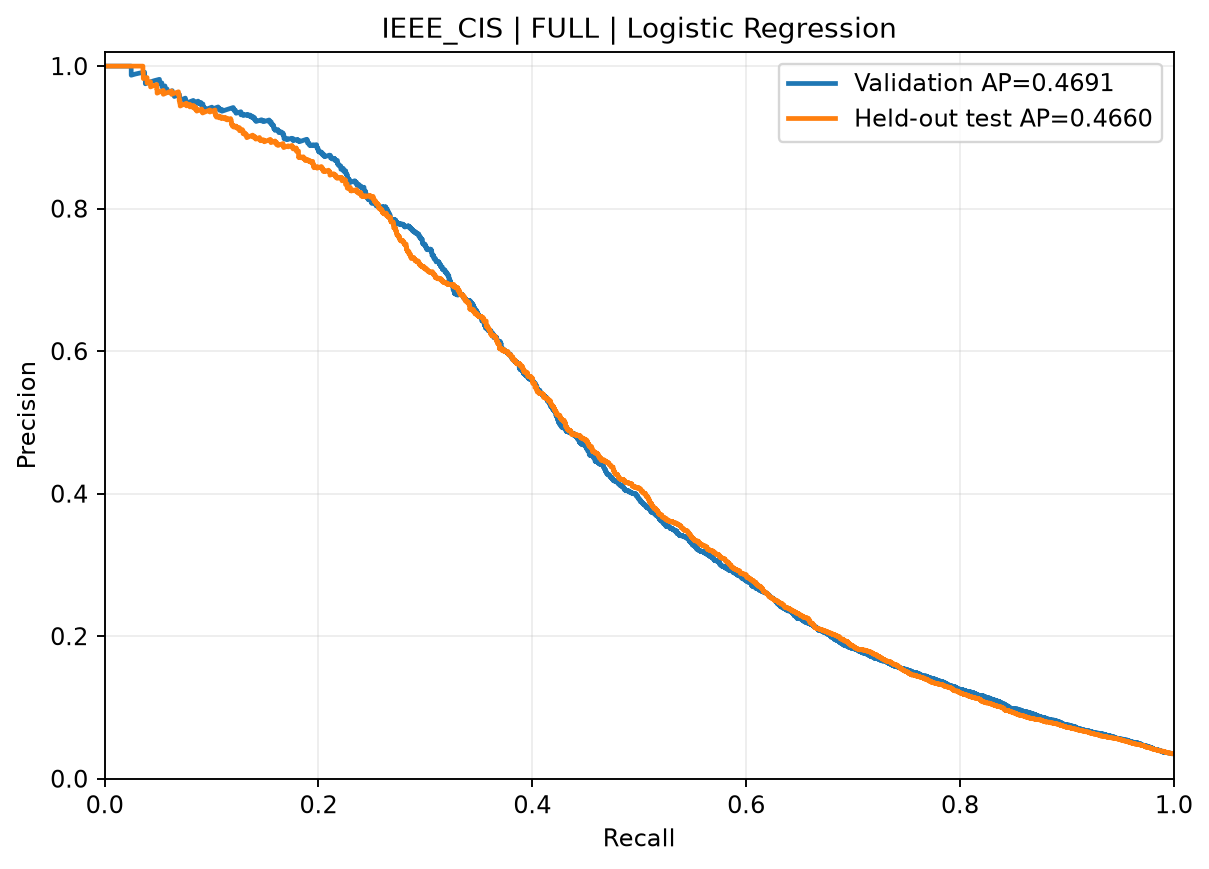 IEEE_CIS | FULL | Logistic Regression
Validation AP=0.4691
Held-out test AP=0.4660
Precision
1.0
0.8
0.6
0.4
0.2
0.0
0.0 0.2 0.4 0.6 0.8 1.0
Recall